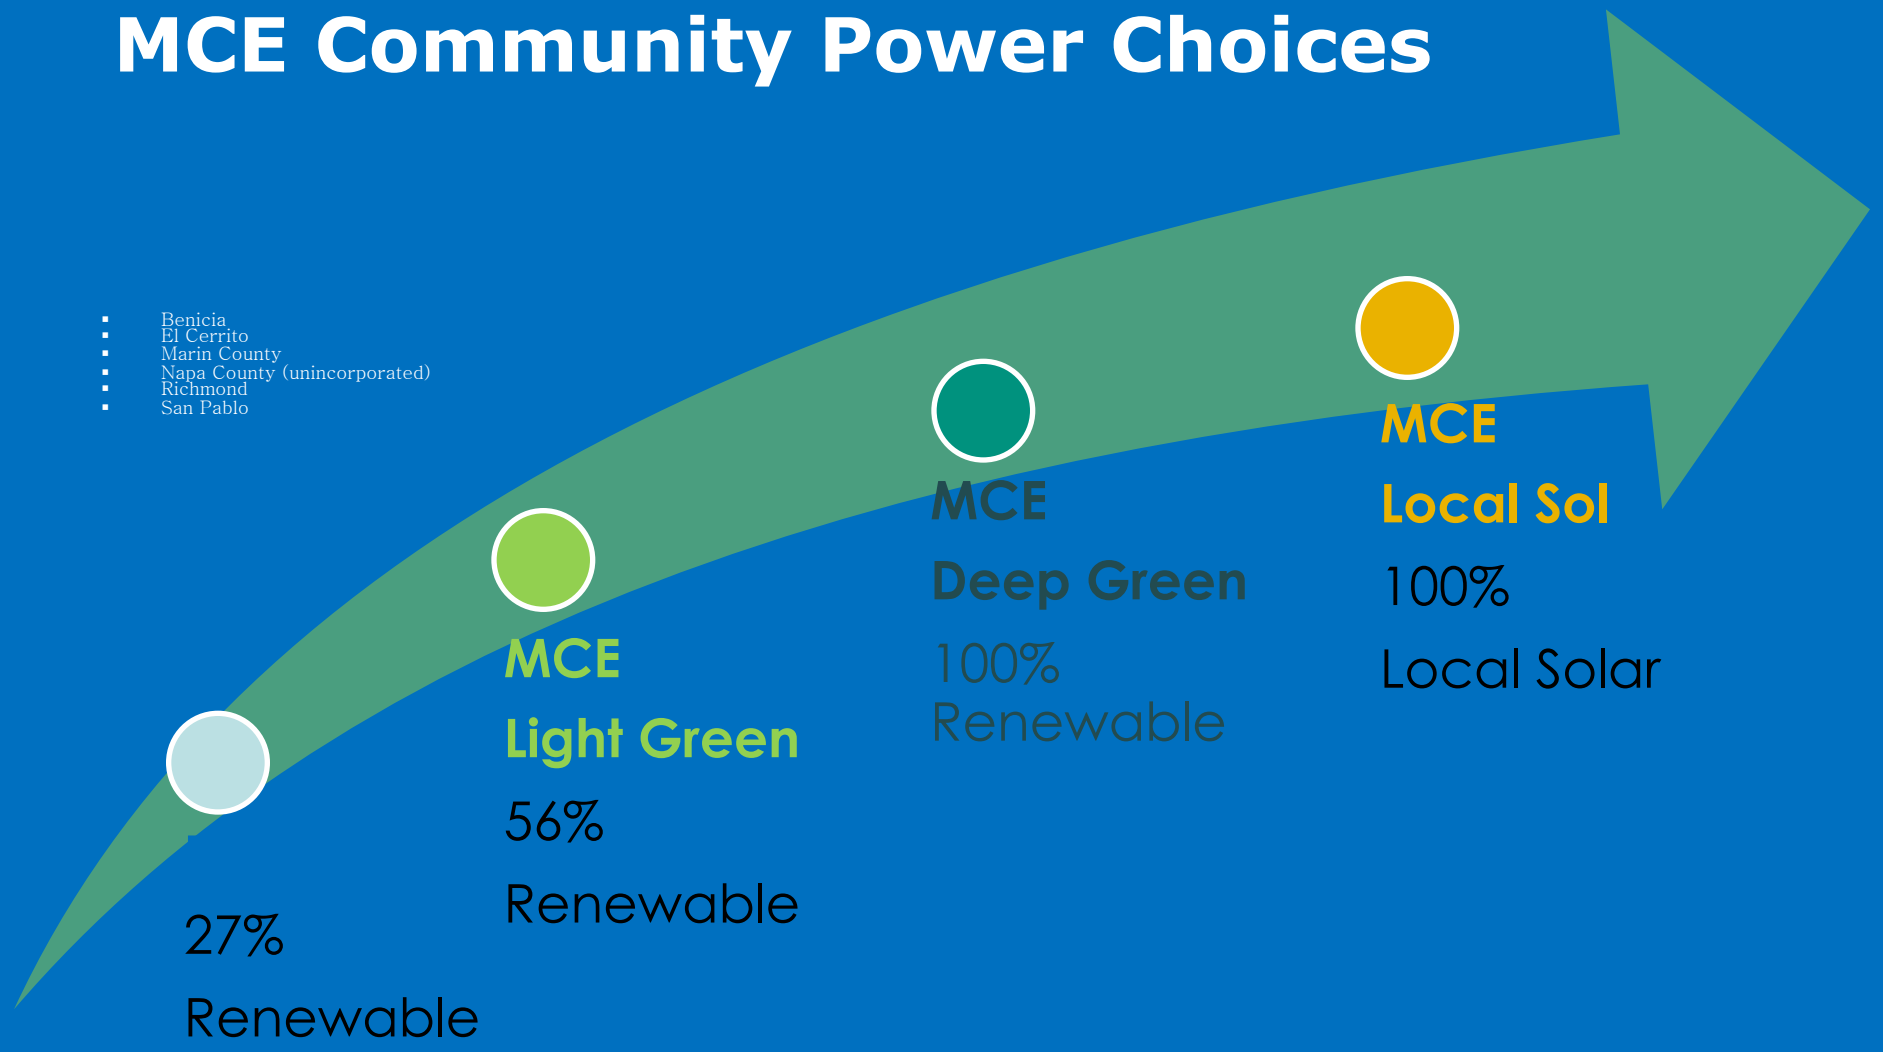 MCE Community Power Choices
▪ Benicia
▪ El Cerrito
▪ Marin County
▪ Napa County (unincorporated)
▪ Richmond
▪ San Pablo
27%
Renewable
MCE
Light Green
56%
Renewable
MCE
Deep Green
100%
Renewable
MCE
Local Sol
100%
Local Solar